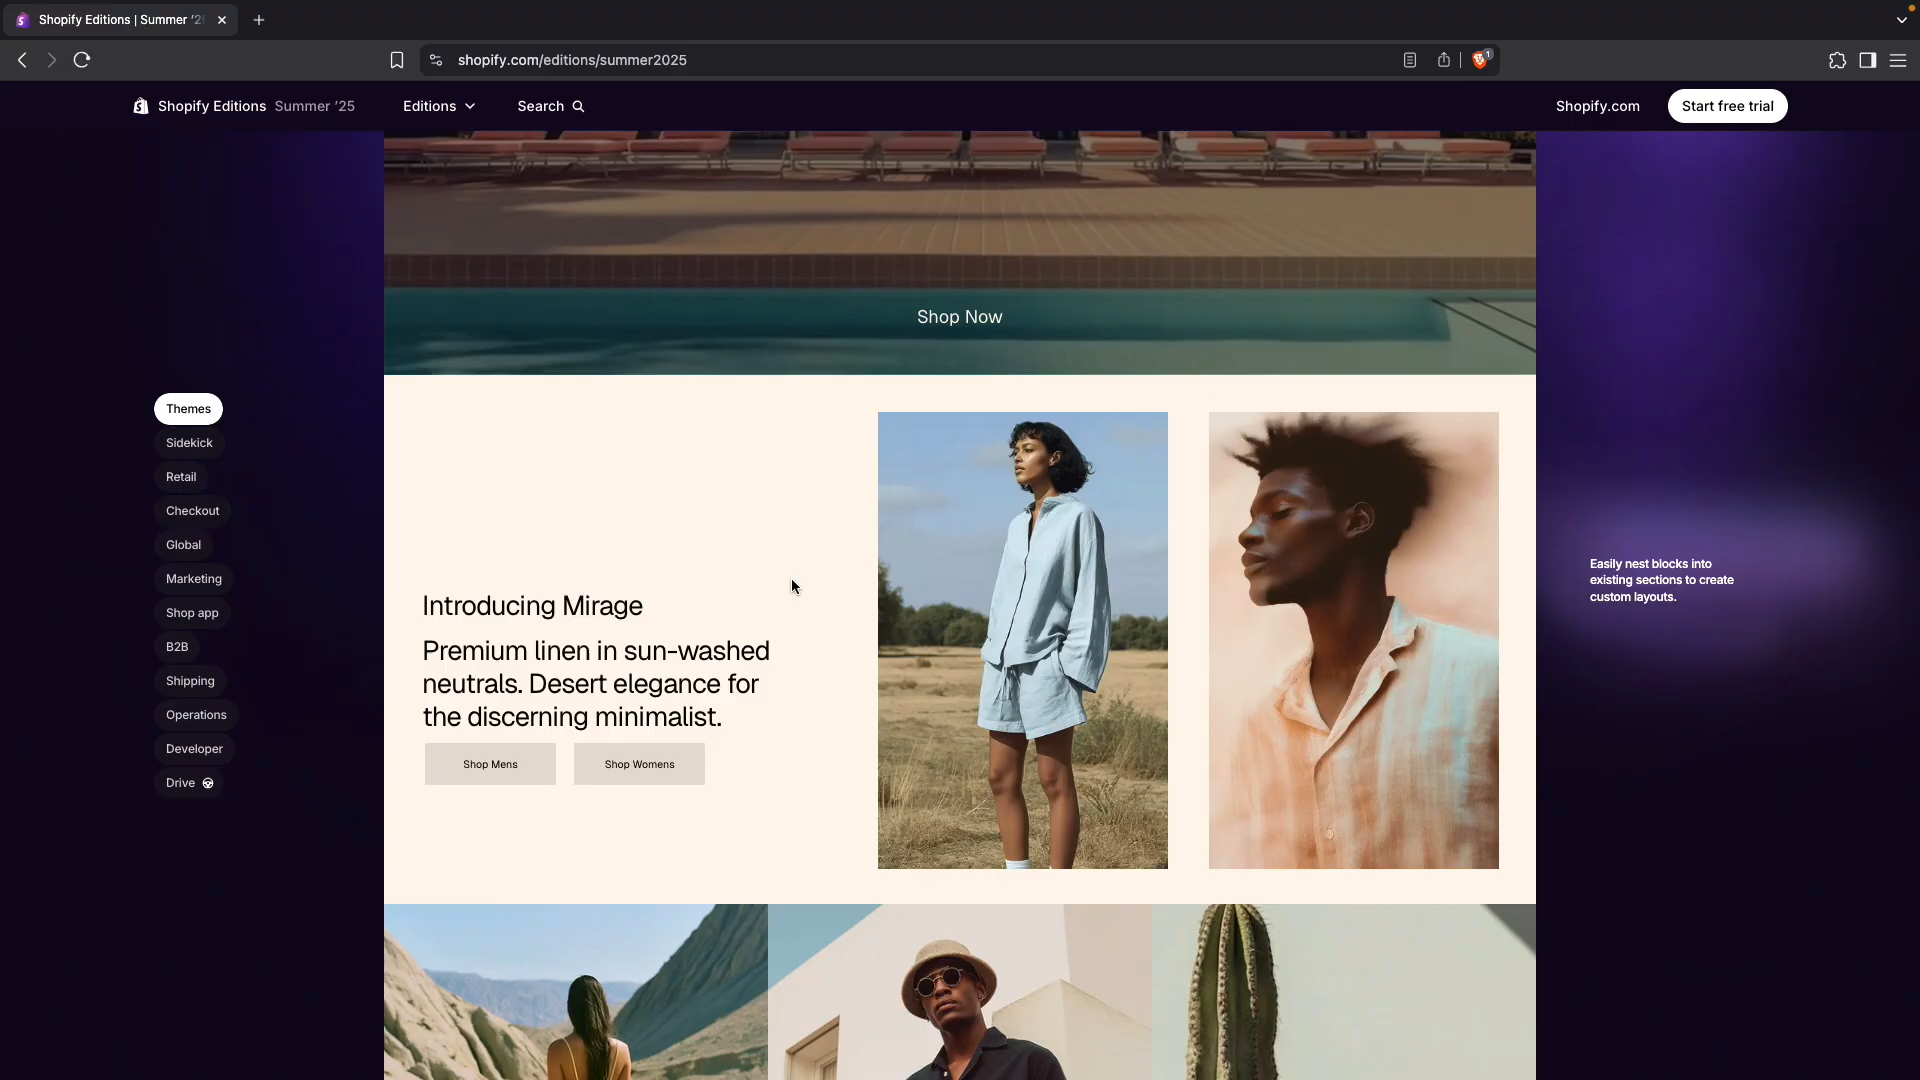 Shopify Editions | Summer ’2
shopify.com/editions/summer2025
1
Shopify Editions Summer ’25
Editions
Search
Shopify.com
Start free trial
Shop Now
Themes
Sidekick
Retail
Checkout
Global
Marketing
Shop app
B2B
Shipping
Operations
Developer
Drive
Introducing Mirage
Premium linen in sun-washed
neutrals. Desert elegance for
the discerning minimalist.
Shop Mens
Shop Womens
Easily nest blocks into
existing sections to create
custom layouts.